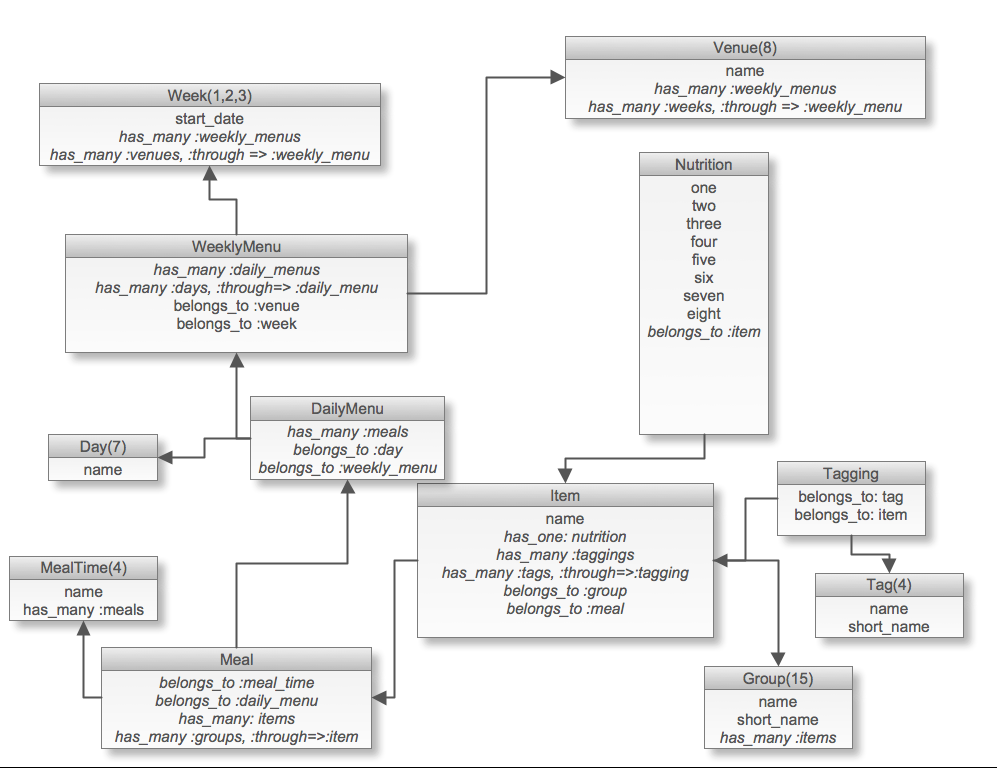 Venue(8)
name
has_many :weekly_menus
has_many :weeks, :through => :weekly_menu
Week(1,2,3)
start_date
has_many :weekly_menus
has_many :venues, :through => :weekly_menu
Nutrition
one
two
three
four
five
six
seven
eight
belongs_to :item
WeeklyMenu
has_many :daily_menus
has_many :days, :through=> :daily_menu
belongs_to :venue
belongs_to :week
DailyMenu
has_many :meals
belongs_to :day
belongs_to :weekly_menu
Day(7)
name
Item
name
has_one: nutrition
has_many :taggings
has_many :tags, :through=>:tagging
belongs_to :group
belongs_to :meal
Tagging
belongs_to: tag
belongs_to: item
MealTime(4)
name
has_many :meals
Tag(4)
name
short_name
Meal
belongs_to :meal_time
belongs_to :daily_menu
has_many: items
has_many :groups, :through=>:item
Group(15)
name
short_name
has_many :items